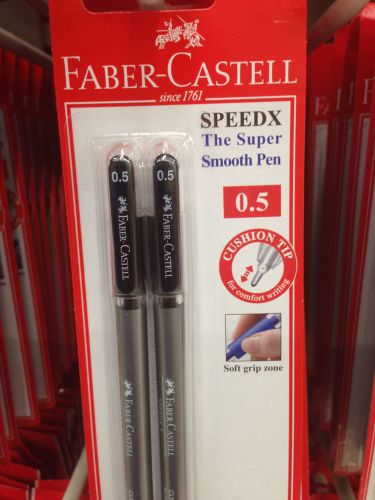 FABER-CASTELL
since 1761
SPEEDX
The Super
Smooth Pen
0.5
CUSHION TIP
for comfort writing
Soft grip zone
0.5
FABER-CASTELL
FABER-CASTELL
0.5
FABER-CASTELL
FABER-CASTELL